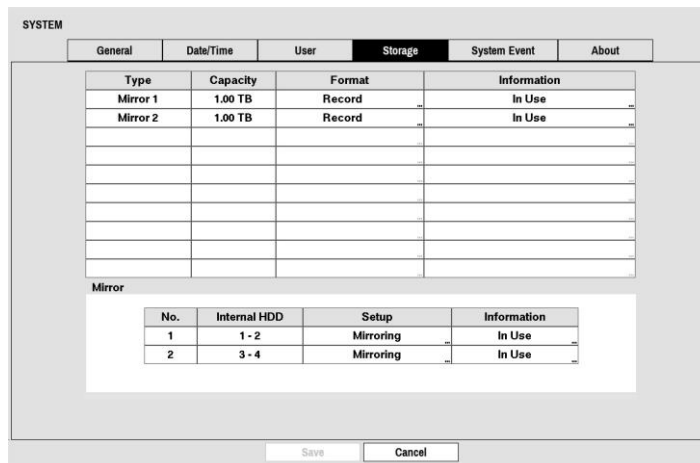 SYSTEM
General Date/Time User Storage System Event About
Type Capacity Format Information
Mirror 1 1.00 TB Record ... In Use ...
Mirror 2 1.00 TB Record ... In Use ...
... ...
... ...
... ...
... ...
... ...
... ...
... ...
... ...
Mirror
No. Internal HDD Setup Information
1 1 - 2 Mirroring ... In Use ...
2 3 - 4 Mirroring ... In Use ...
Save Cancel